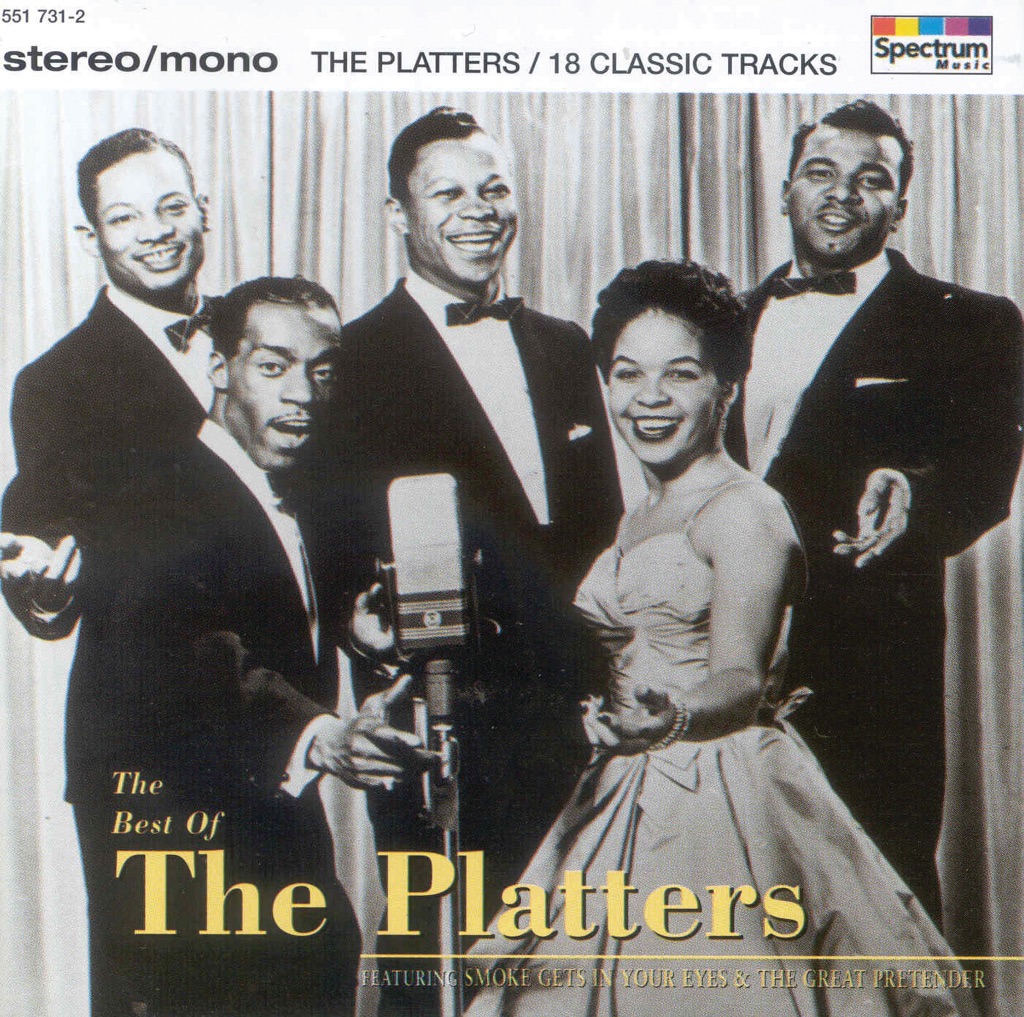 551 731-2
stereo/mono THE PLATTERS / 18 CLASSIC TRACKS
Spectrum
Music
The
Best Of
The Platters
FEATURING SMOKE GETS IN YOUR EYES & THE GREAT PRETENDER